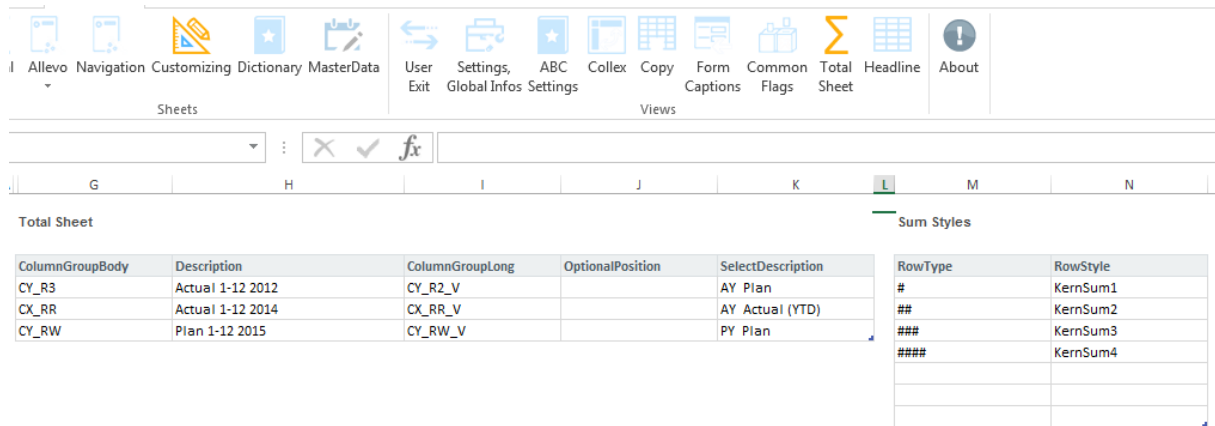 l Allevo Navigation Customizing Dictionary MasterData User Exit Settings, Global Infos ABC Settings Collex Copy Form Captions Common Flags Total Sheet Headline About
Sheets Views
fx
G H I J K L M N
Total Sheet Sum Styles
ColumnGroupBody Description ColumnGroupLong OptionalPosition SelectDescription RowType RowStyle
CY_R3 Actual 1-12 2012 CY_R2_V AY Plan # KernSum1
CX_RR Actual 1-12 2014 CX_RR_V AY Actual (YTD) ## KernSum2
CY_RW Plan 1-12 2015 CY_RW_V PY Plan ### KernSum3
#### KernSum4